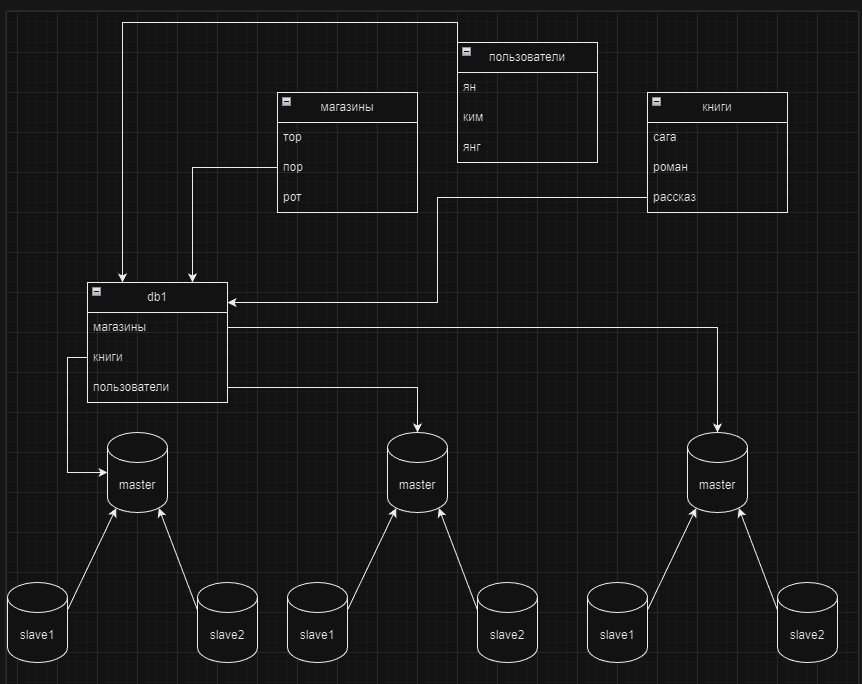 пользователи
ян
ким
янг
магазины
тор
пор
рот
книги
сага
роман
рассказ
db1
магазины
книги
пользователи
master
master
master
slave1
slave2
slave1
slave2
slave1
slave2